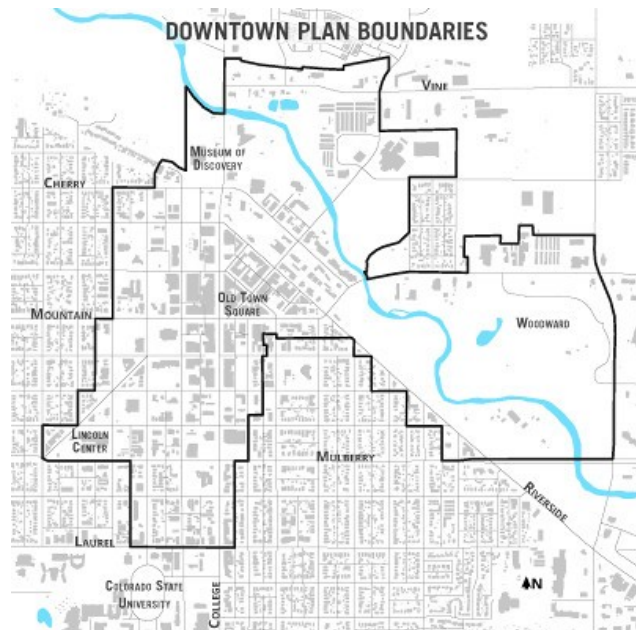 DOWNTOWN PLAN BOUNDARIES
VINE
MUSEUM OF
DISCOVERY
CHERRY
OLD TOWN
SQUARE
MOUNTAIN
WOODWARD
LINCOLN
CENTER
MULBERRY
RIVERSIDE
LAUREL
COLORADO STATE
UNIVERSITY
COLLEGE
N